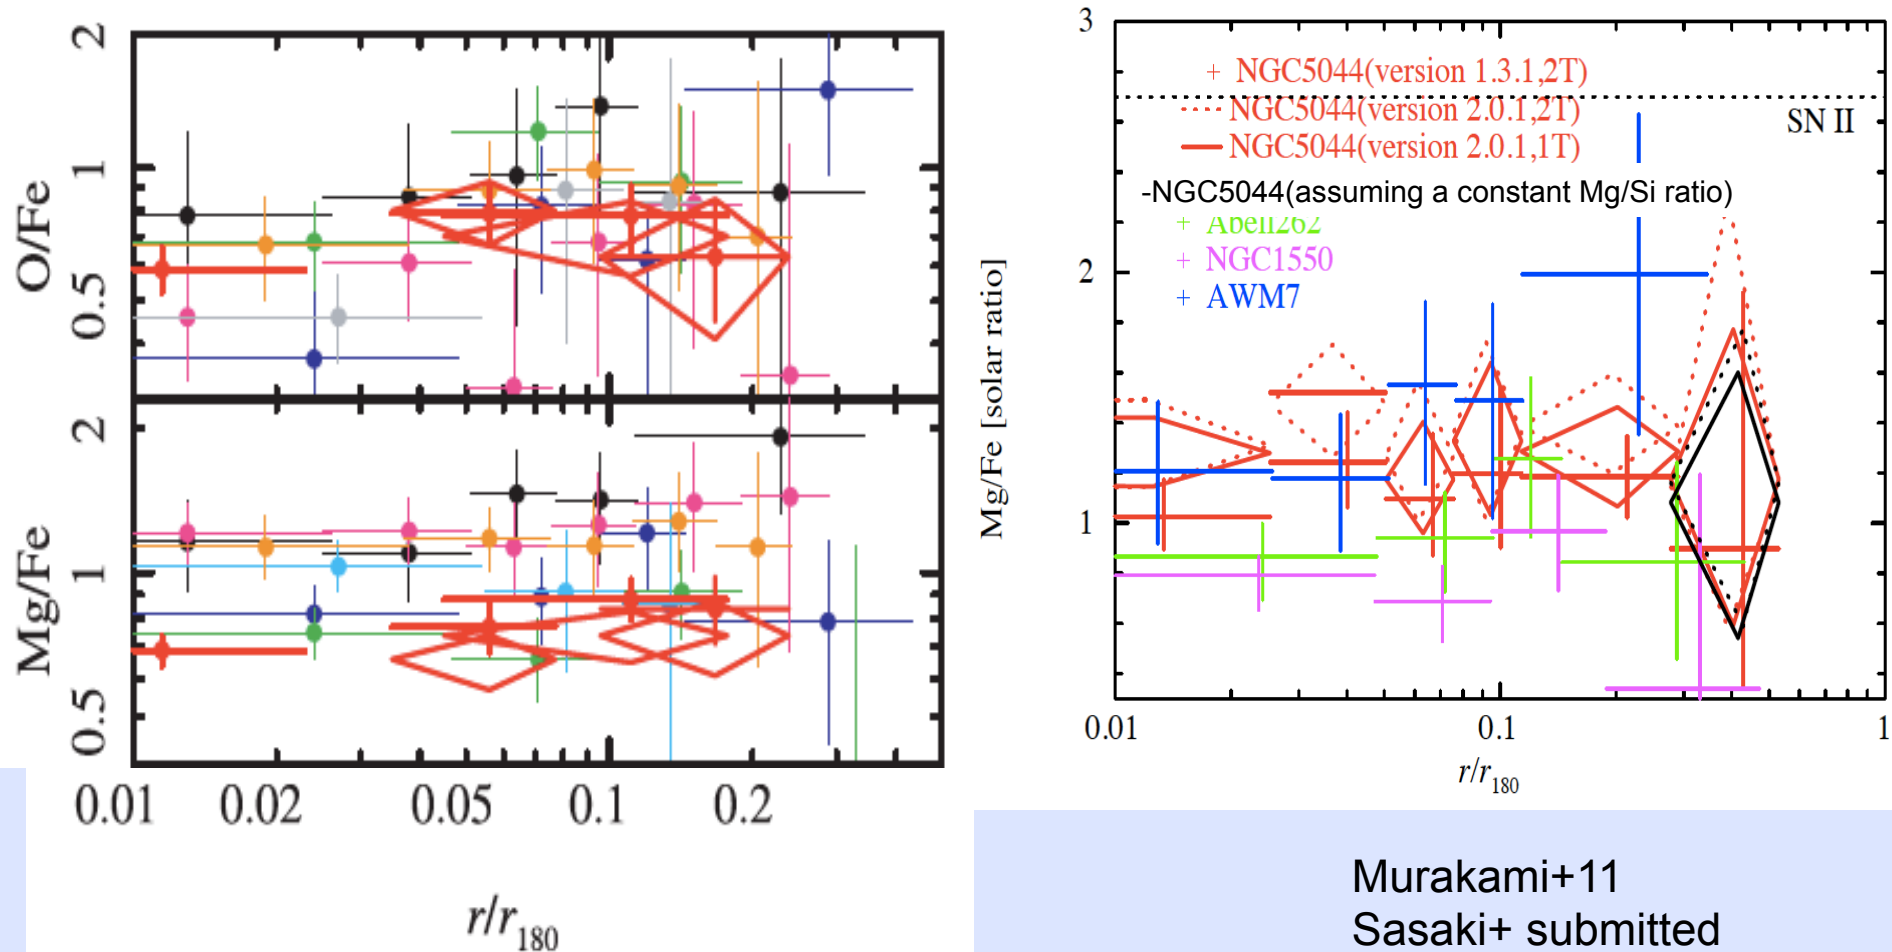 2
1
0.5
O/Fe
2
1
0.5
Mg/Fe
0.01 0.02 0.05 0.1 0.2
r/r180
3
2
1
Mg/Fe [solar ratio]
+ NGC5044(version 1.3.1,2T)
NGC5044(version 2.0.1,2T)
NGC5044(version 2.0.1,1T)
SN II
-NGC5044(assuming a constant Mg/Si ratio)
+ Abell262
+ NGC1550
+ AWM7
0.01 0.1 1
r/r180
Murakami+11
Sasaki+ submitted